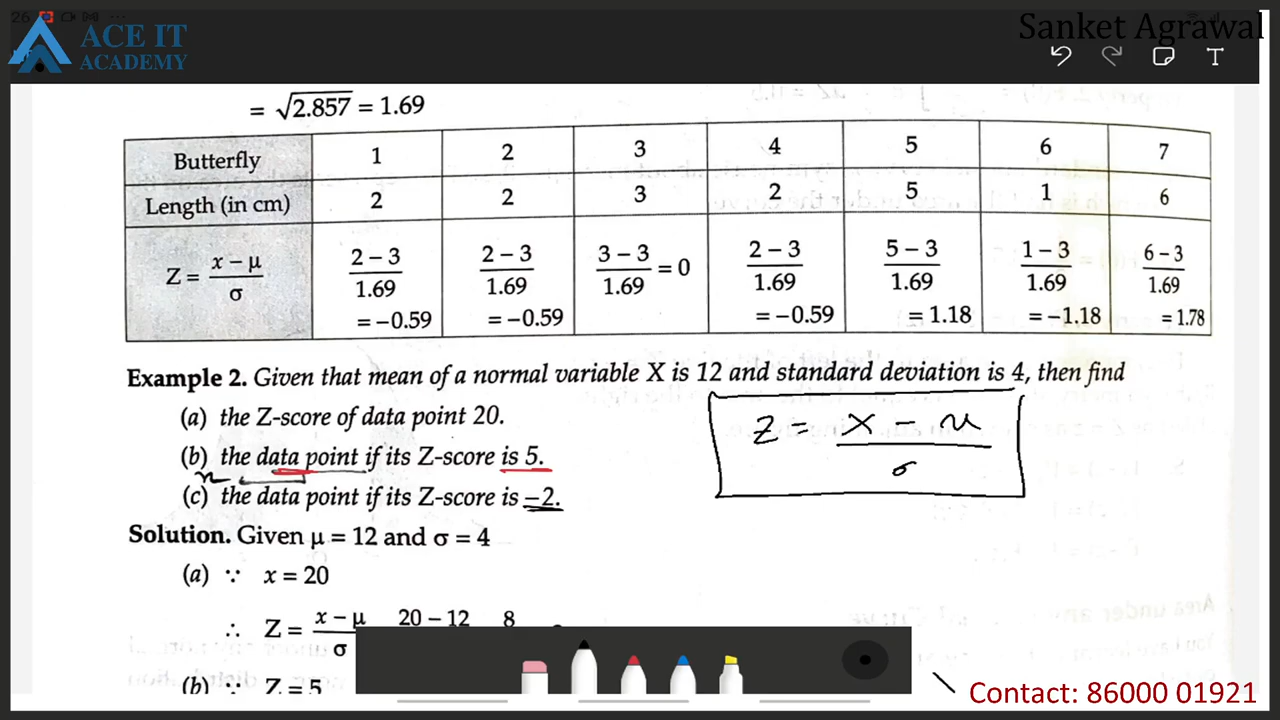 26
Sanket Agrawal
ACE IT
ACADEMY
T
= √2.857 = 1.69
Butterfly 1 2 3 4 5 6 7
Length (in cm) 2 2 3 2 5 1 6
Z = (x – μ)/σ (2 – 3)/1.69 = –0.59 (2 – 3)/1.69 = –0.59 (3 – 3)/1.69 = 0 (2 – 3)/1.69 = –0.59 (5 – 3)/1.69 = 1.18 (1 – 3)/1.69 = –1.18 (6 – 3)/1.69 = 1.78
Example 2. Given that mean of a normal variable X is 12 and standard deviation is 4, then find
(a) the Z-score of data point 20.
(b) the data point if its Z-score is 5.
(c) the data point if its Z-score is –2.
z = (x – μ)/σ
Solution. Given μ = 12 and σ = 4
(a) ∵ x = 20
∴ Z = (x – μ)/σ 20 – 12 8
(b) ∵ Z = 5
Contact: 86000 01921